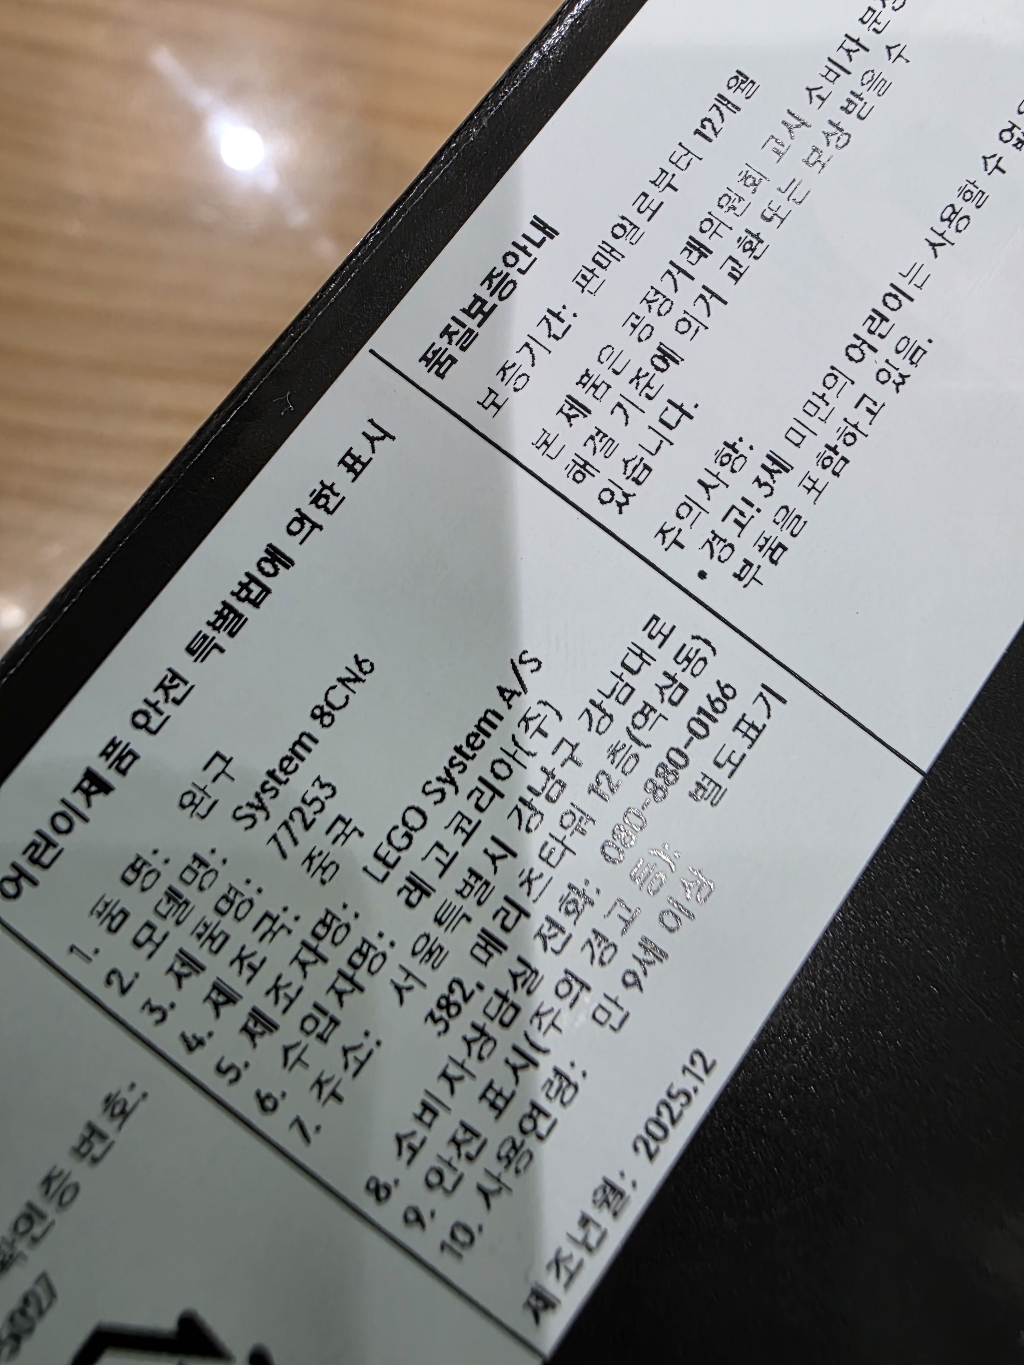 어린이제품 안전 특별법에 의한 표시
1. 품 명: 완구
2. 모델명: System 8CN6
3. 제품명: 77253
4. 제조국: 중국
5. 제조자명: LEGO System A/S
6. 수입자명: 레고코리아(주)
7. 주소: 서울특별시 강남구 강남대로
382, 메리츠타워 12층(역삼동)
8. 소비자상담실 전화: 080-880-0166
9. 안전 표시(주의 경고 등): 별도표기
10. 사용연령: 만 9세 이상
제조년월: 2025.12
품질보증안내
보증기간: 판매일로부터 12개월
본 제품은 공정거래위원회 고시 소비자
해결 기준에 의거 교환 또는 보상 받을 수
있습니다.
주의사항:
• 경고! 3세 미만의 어린이는 사용할 수
부품을 포함하고 있음.
번호:
5027